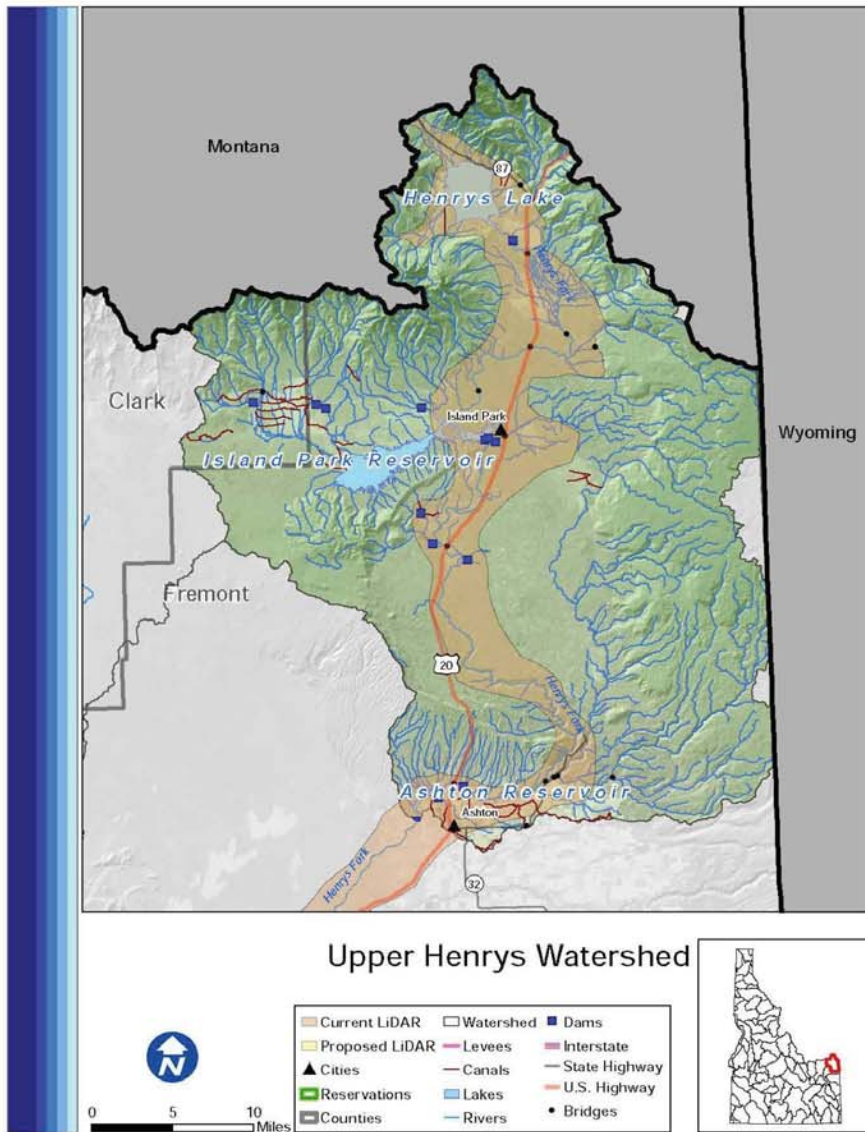 Montana
87
Henrys Lake
Henrys Fork
Clark
Island Park
Wyoming
Island Park Reservoir
Fremont
20
Henrys Fork
Ashton Reservoir
Ashton
Henrys Fork
32
Upper Henrys Watershed
Current LiDAR
Watershed
Dams
Proposed LiDAR
Levees
Interstate
Cities
Canals
State Highway
Reservations
Lakes
U.S. Highway
Counties
Rivers
Bridges
0 5 10
Miles